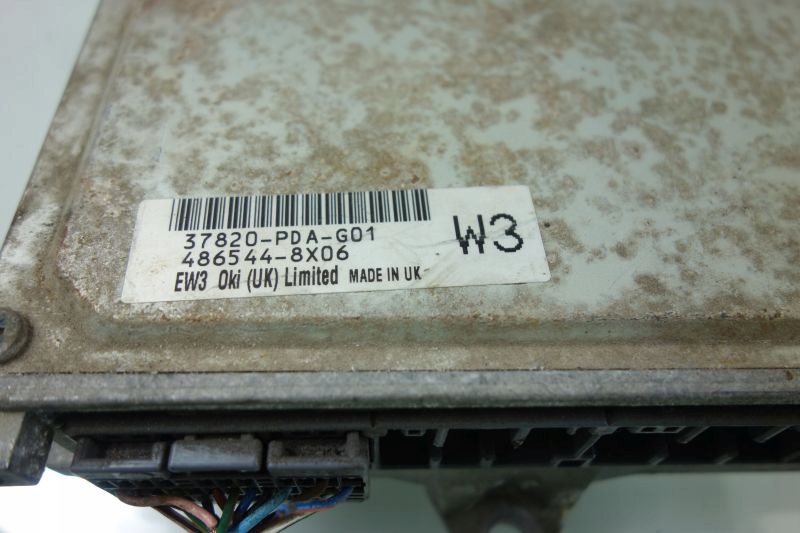 37820-PDA-G01
486544-8X06
W3
EW3 Oki (UK) Limited MADE IN UK